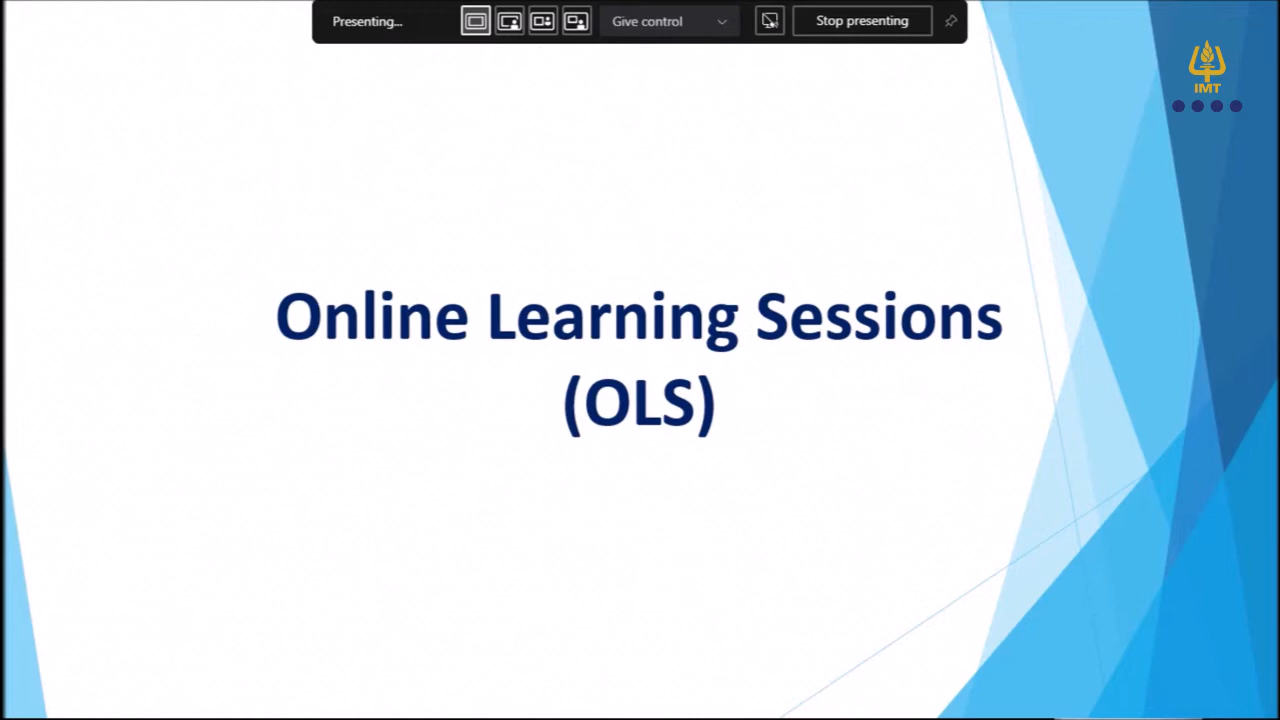 Presenting...
Give control
Stop presenting
IMT
Online Learning Sessions
(OLS)